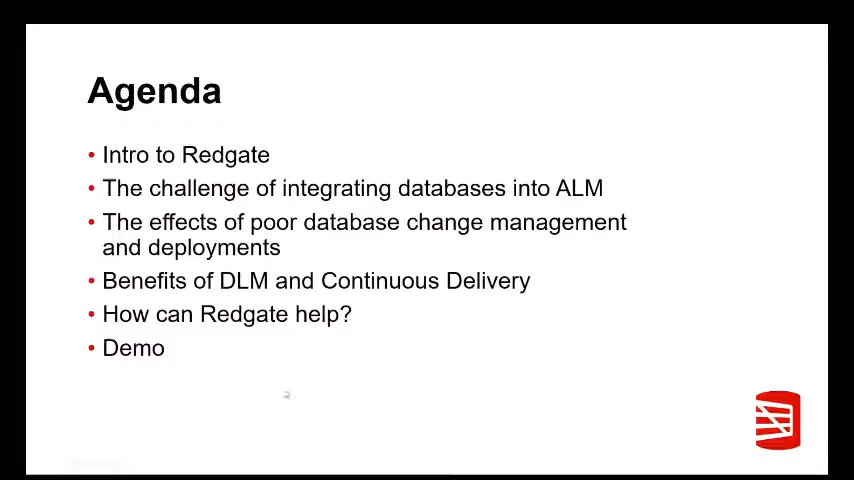 Agenda
• Intro to Redgate
• The challenge of integrating databases into ALM
• The effects of poor database change management
and deployments
• Benefits of DLM and Continuous Delivery
• How can Redgate help?
• Demo